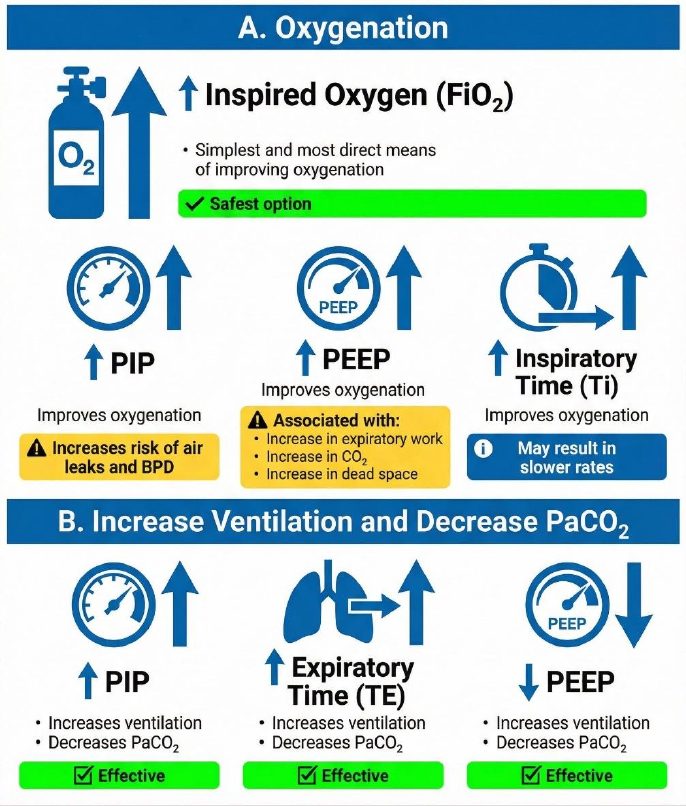 A. Oxygenation
O₂
↑ Inspired Oxygen (FiO₂)
• Simplest and most direct means
of improving oxygenation
✓ Safest option
↑ PIP
Improves oxygenation
Increases risk of air
leaks and BPD
PEEP
↑ PEEP
Improves oxygenation
Associated with:
• Increase in expiratory work
• Increase in CO₂
• Increase in dead space
↑ Inspiratory
Time (Ti)
Improves oxygenation
May result in
slower rates
B. Increase Ventilation and Decrease PaCO₂
↑ PIP
• Increases ventilation
• Decreases PaCO₂
Effective
↑ Expiratory
Time (TE)
• Increases ventilation
• Decreases PaCO₂
Effective
PEEP
↓ PEEP
• Increases ventilation
• Decreases PaCO₂
Effective